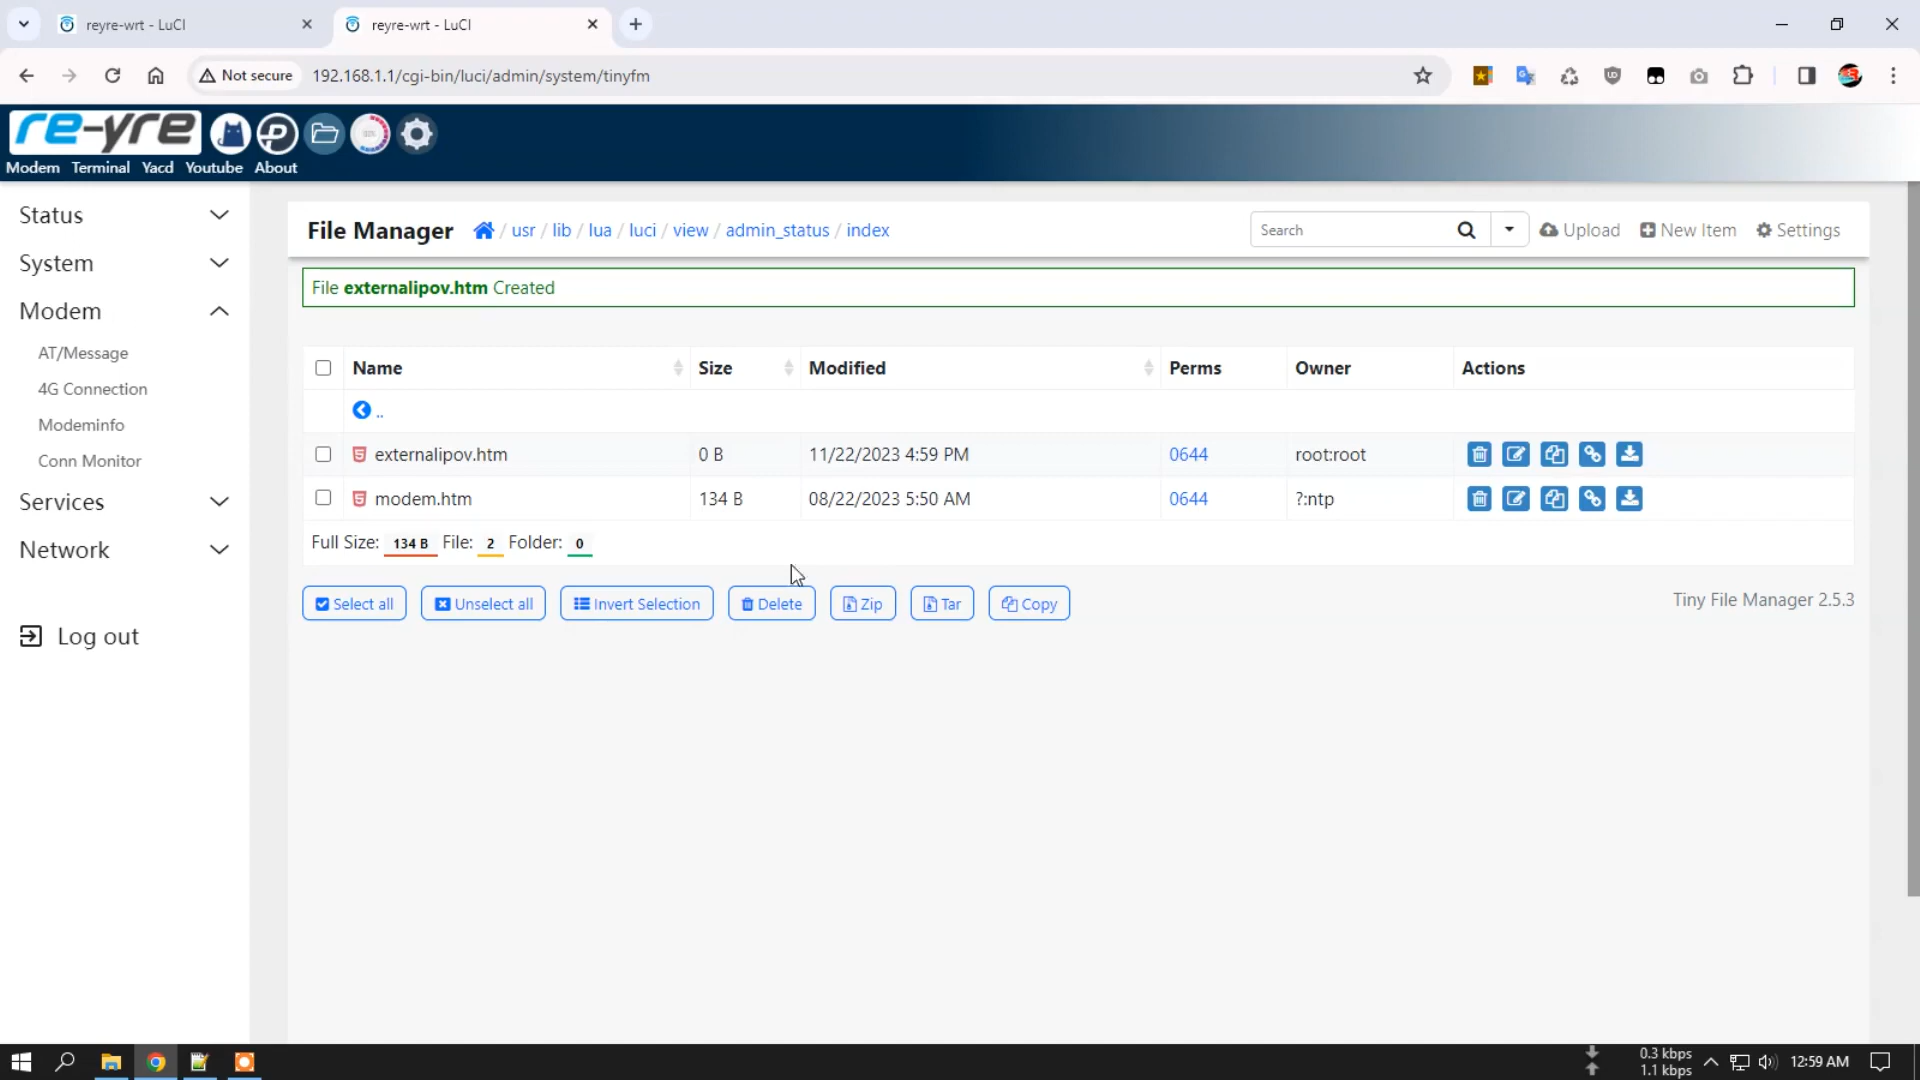 reyre-wrt - LuCI
reyre-wrt - LuCI
Not secure 192.168.1.1/cgi-bin/luci/admin/system/tinyfm
re-yre
Modem Terminal Yacd Youtube About
Status
System
Modem
AT/Message
4G Connection
Modeminfo
Conn Monitor
Services
Network
Log out
File Manager / usr / lib / lua / luci / view / admin_status / index
Search Upload New Item Settings
File externalipov.htm Created
Name Size Modified Perms Owner Actions
..
externalipov.htm 0 B 11/22/2023 4:59 PM 0644 root:root
modem.htm 134 B 08/22/2023 5:50 AM 0644 ?:ntp
Full Size: 134 B File: 2 Folder: 0
Select all Unselect all Invert Selection Delete Zip Tar Copy
Tiny File Manager 2.5.3
0.3 kbps
1.1 kbps
12:59 AM